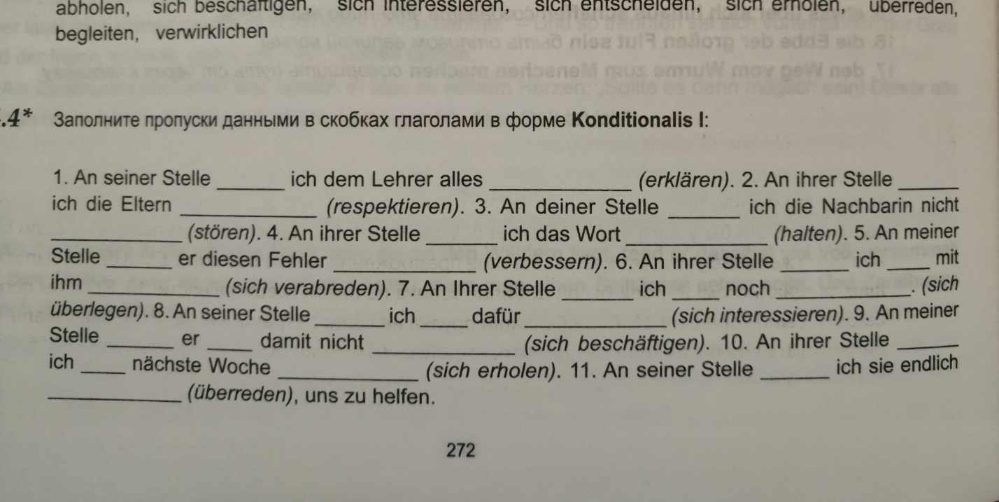 abholen, sich beschäftigen, sich interessieren, sich entscheiden, sich erholen, überreden,
begleiten, verwirklichen
.4* Заполните пропуски данными в скобках глаголами в форме Konditionalis I:
1. An seiner Stelle ______ ich dem Lehrer alles ____________ (erklären). 2. An ihrer Stelle _____
ich die Eltern ____________ (respektieren). 3. An deiner Stelle ______ ich die Nachbarin nicht
___________ (stören). 4. An ihrer Stelle ______ ich das Wort ____________ (halten). 5. An meiner
Stelle ______ er diesen Fehler ____________ (verbessern). 6. An ihrer Stelle ______ ich ____ mit
ihm ___________ (sich verabreden). 7. An Ihrer Stelle ______ ich ____ noch ____________. (sich
überlegen). 8. An seiner Stelle ______ ich ____ dafür ____________ (sich interessieren). 9. An meiner
Stelle ______ er ____ damit nicht ____________ (sich beschäftigen). 10. An ihrer Stelle _____
ich ____ nächste Woche ____________ (sich erholen). 11. An seiner Stelle ______ ich sie endlich
___________ (überreden), uns zu helfen.
272